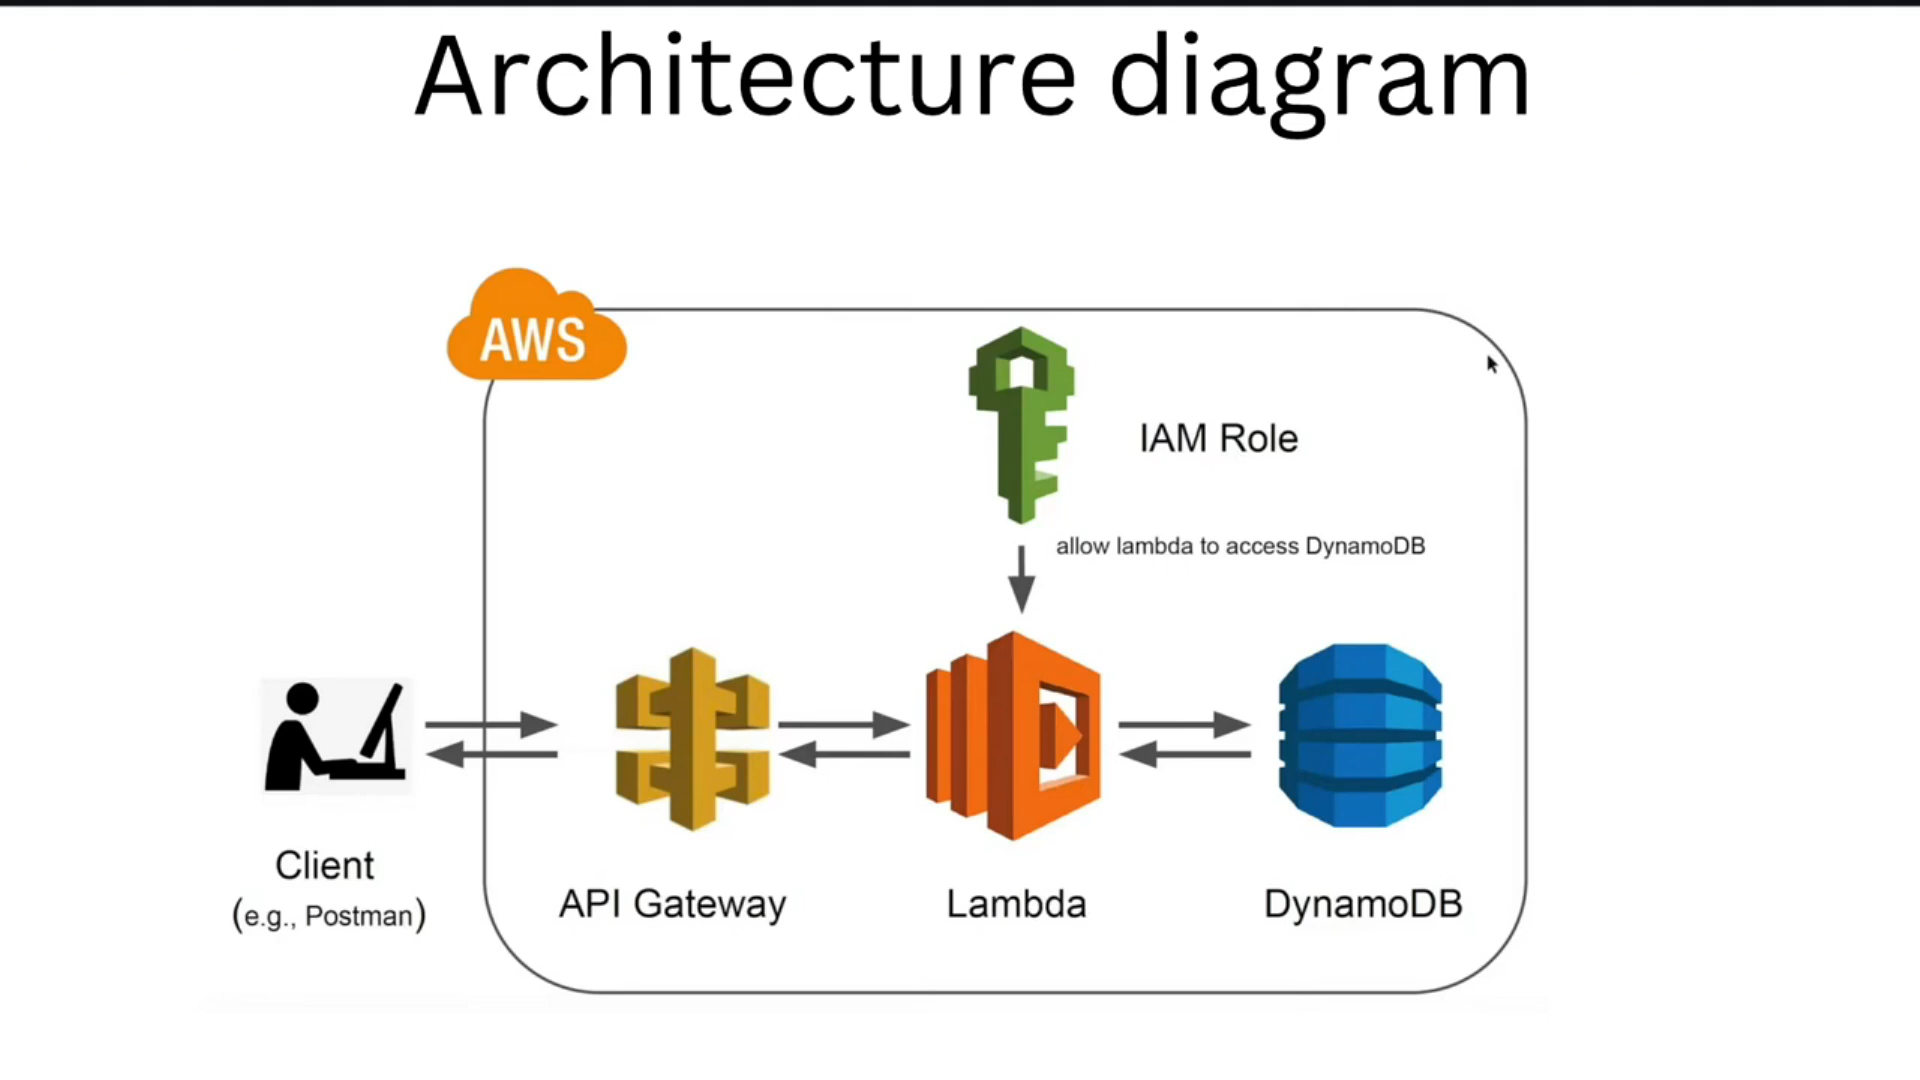 Architecture diagram
AWS
IAM Role
allow lambda to access DynamoDB
Client
(e.g., Postman)
API Gateway
Lambda
DynamoDB